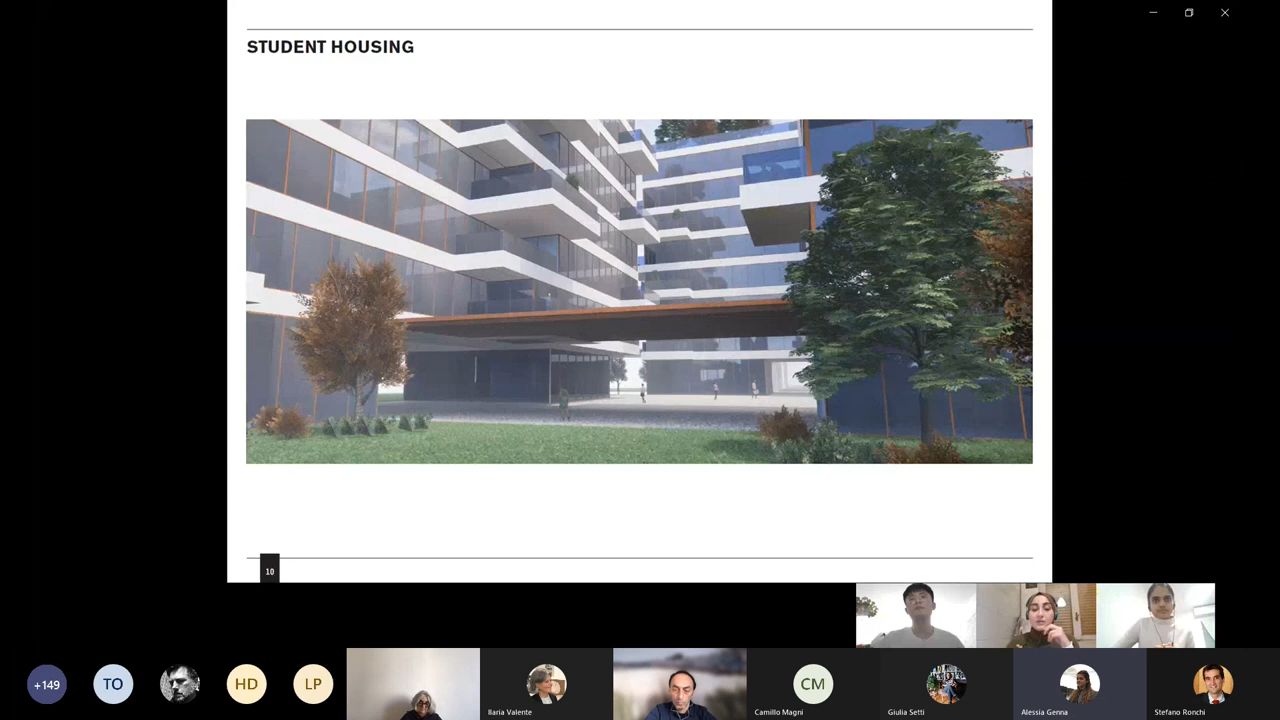 STUDENT HOUSING
10
+149
TO
HD
LP
Ilaria Valente
CM
Camillo Magni
Giulia Setti
Alessia Genna
Stefano Ronchi